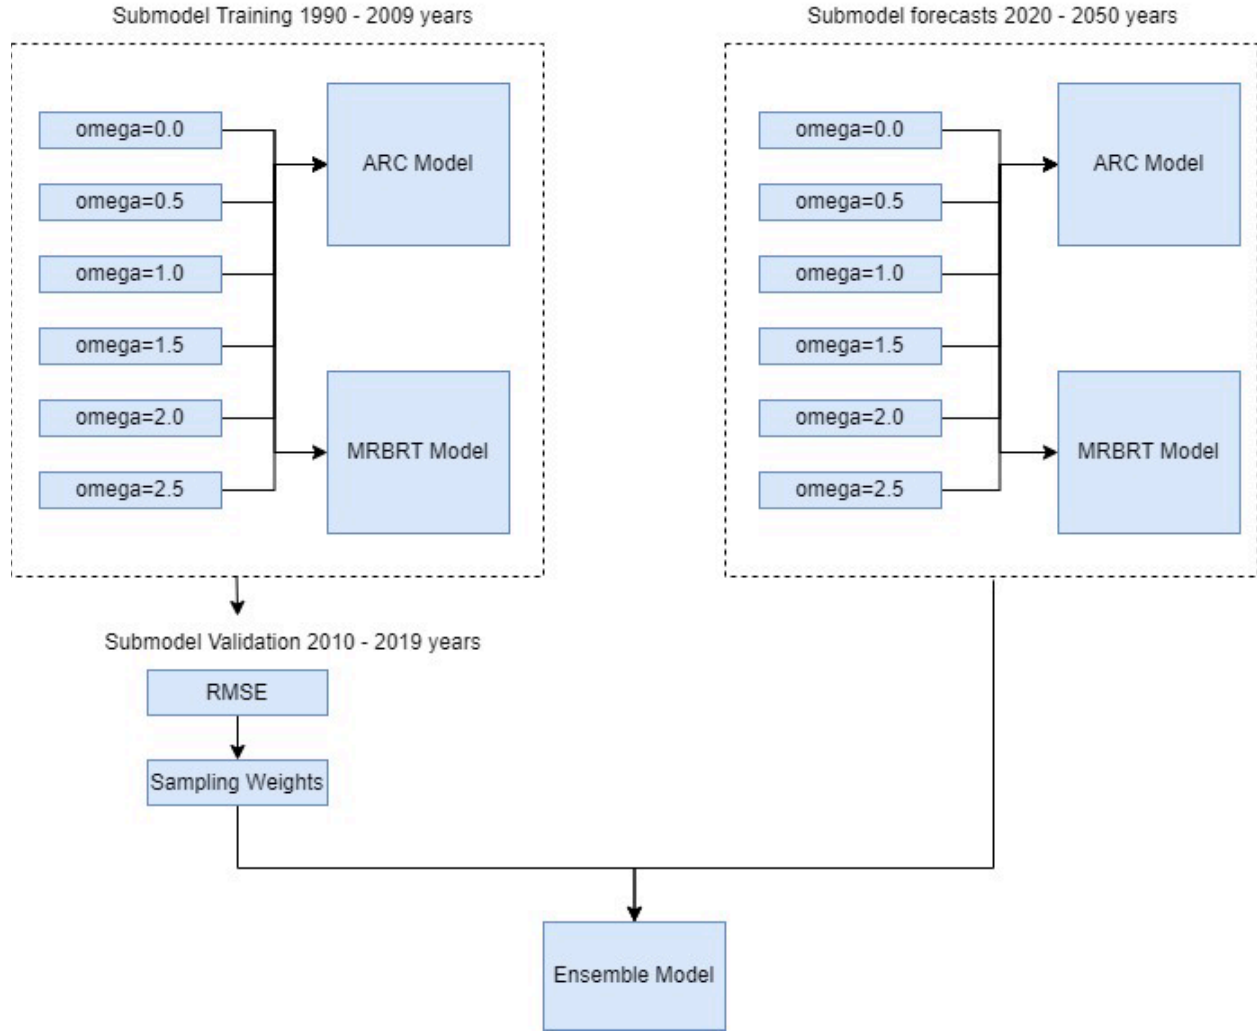 Submodel Training 1990 - 2009 years
omega=0.0
omega=0.5
omega=1.0
omega=1.5
omega=2.0
omega=2.5
ARC Model
MRBRT Model
Submodel forecasts 2020 - 2050 years
omega=0.0
omega=0.5
omega=1.0
omega=1.5
omega=2.0
omega=2.5
ARC Model
MRBRT Model
Submodel Validation 2010 - 2019 years
RMSE
Sampling Weights
Ensemble Model